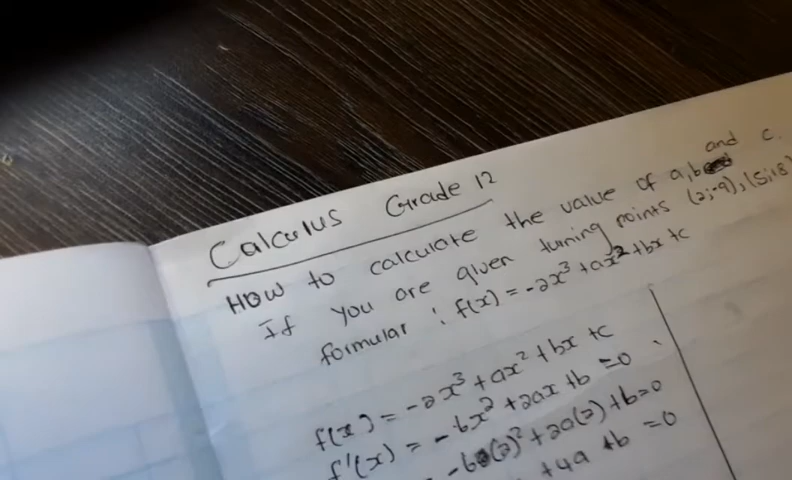 Calculus Grade 12
How to calculate the value of a, b and c.
If you are given turning points (2;-9), (5;18)
formular : f(x) = -2x³ + ax² + bx + c
f(x) = -2x³ + ax² + bx + c
f'(x) = -6x² + 2ax + b = 0
-6(2)² + 2a(2) + b = 0
+ 4a + b = 0